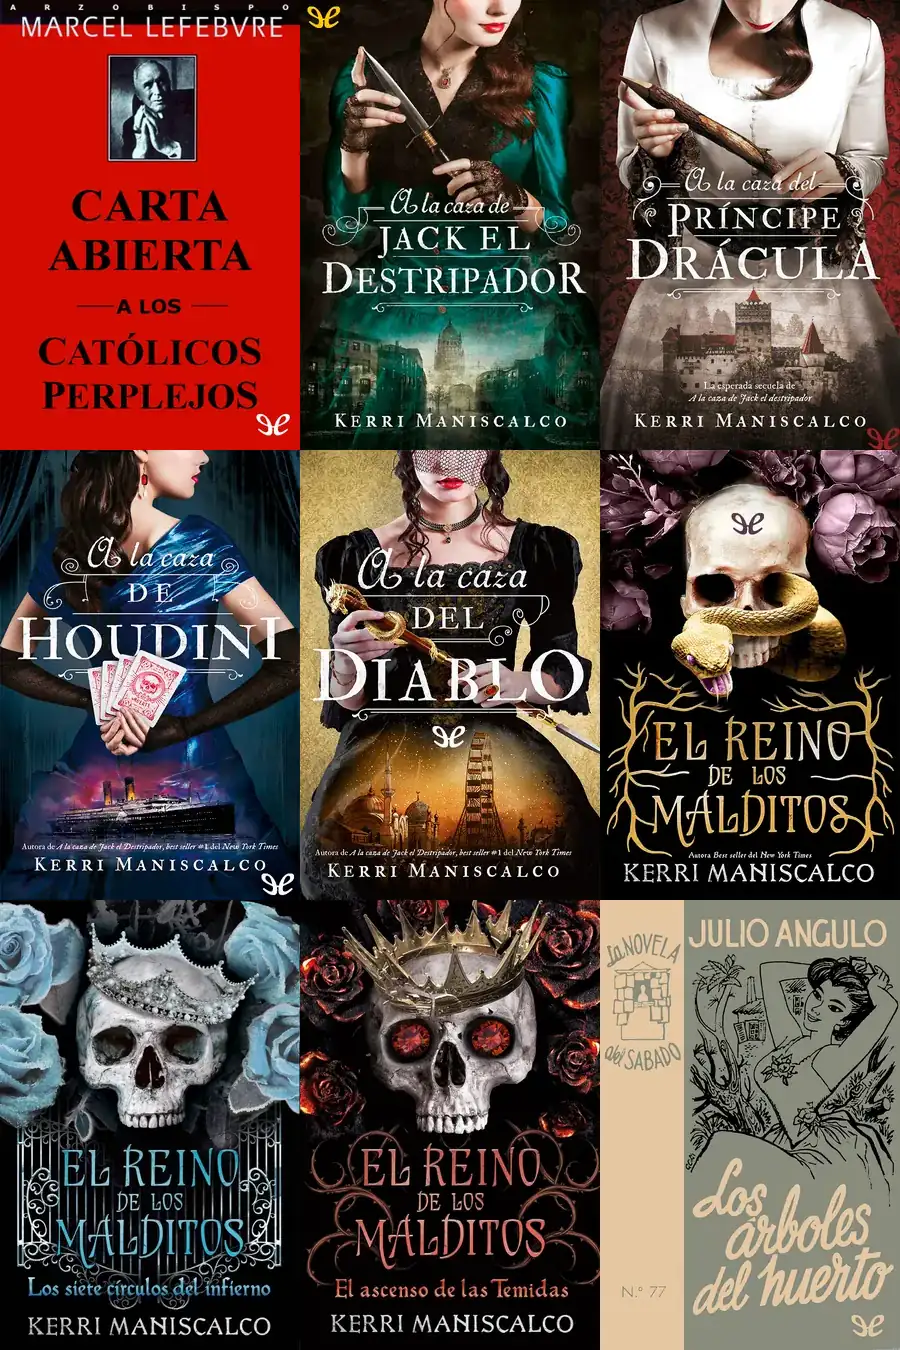 ARZOBISPO
MARCEL LEFEBVRE
CARTA
ABIERTA
A LOS
CATÓLICOS
PERPLEJOS
A la caza de
JACK EL
DESTRIPADOR
KERRI MANISCALCO
A la caza del
PRÍNCIPE
DRÁCULA
La esperada secuela de
A la caza de Jack el destripador
KERRI MANISCALCO
A la caza
DE
HOUDINI
Autora de A la caza de Jack el Destripador, best seller #1 del New York Times
KERRI MANISCALCO
A la caza
DEL
DIABLO
Autora de A la caza de Jack el Destripador, best seller #1 del New York Times
KERRI MANISCALCO
EL REINO
DE LOS
MALDITOS
Autora Best seller del New York Times
KERRI MANISCALCO
EL REINO
DE LOS
MALDITOS
Los siete círculos del infierno
KERRI MANISCALCO
EL REINO
DE LOS
MALDITOS
El ascenso de las Temidas
KERRI MANISCALCO
La NOVELA
del SÁBADO
N.º 77
JULIO ANGULO
Los
árboles
del huerto